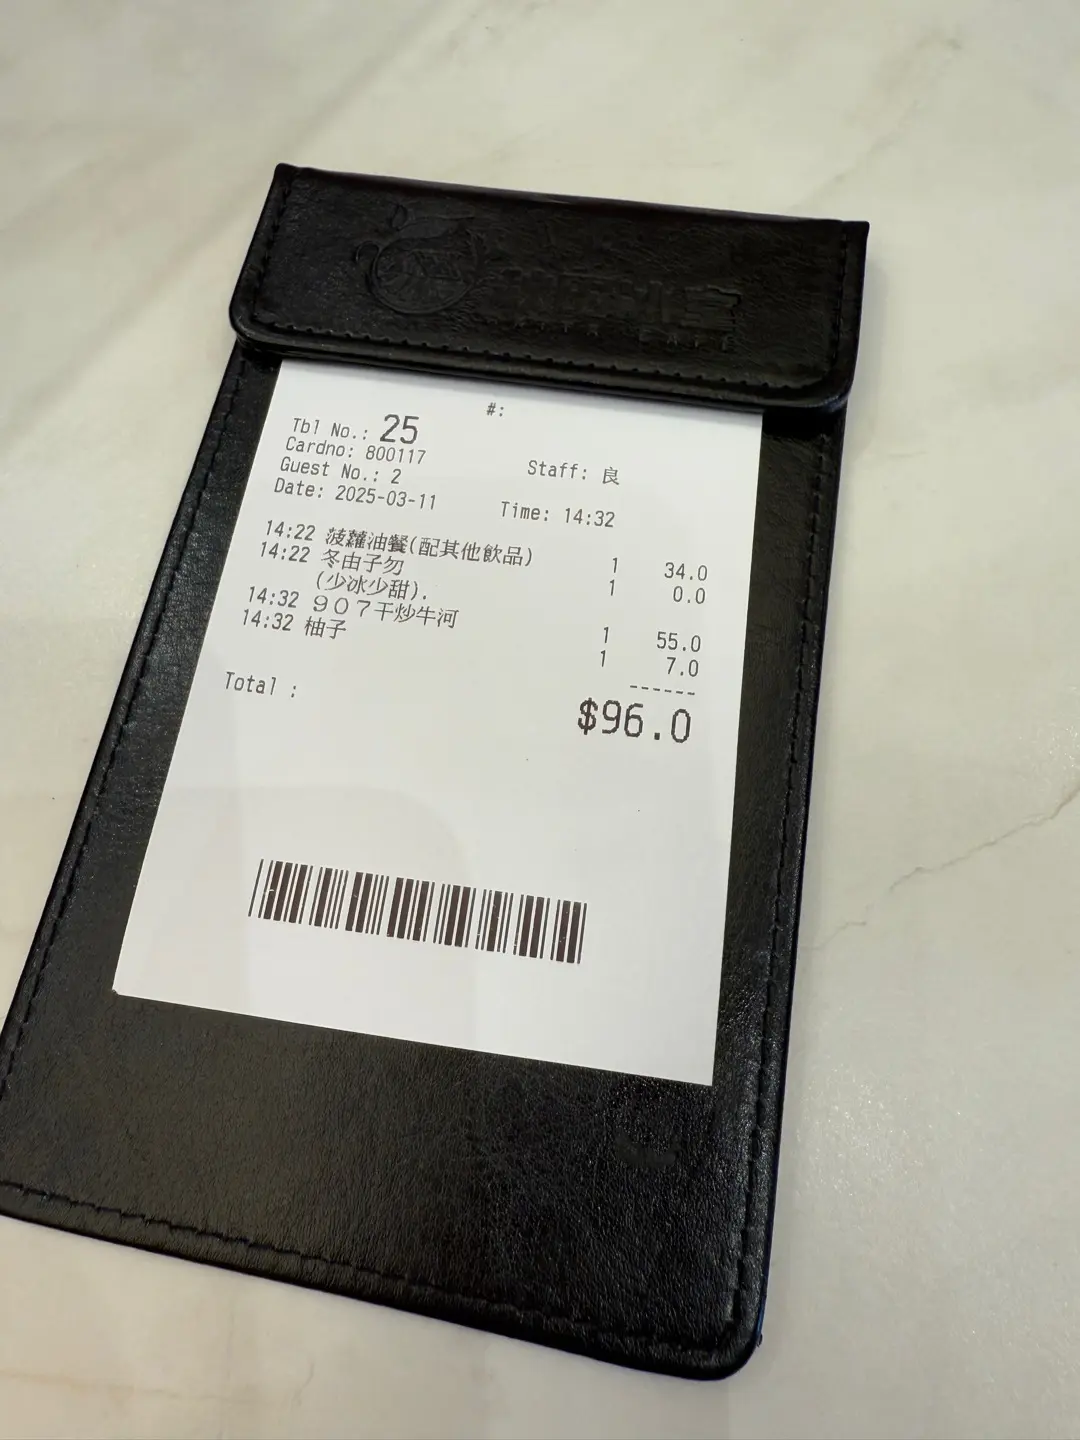 #:
Tbl No.: 25
Cardno: 800117
Guest No.: 2 Staff: 良
Date: 2025-03-11 Time: 14:32
14:22 菠蘿油餐(配其他飲品) 1 34.0
14:22 冬由子勿 1 0.0
(少冰少甜).
14:32 907干炒牛河 1 55.0
14:32 柚子 1 7.0
------
Total : $96.0